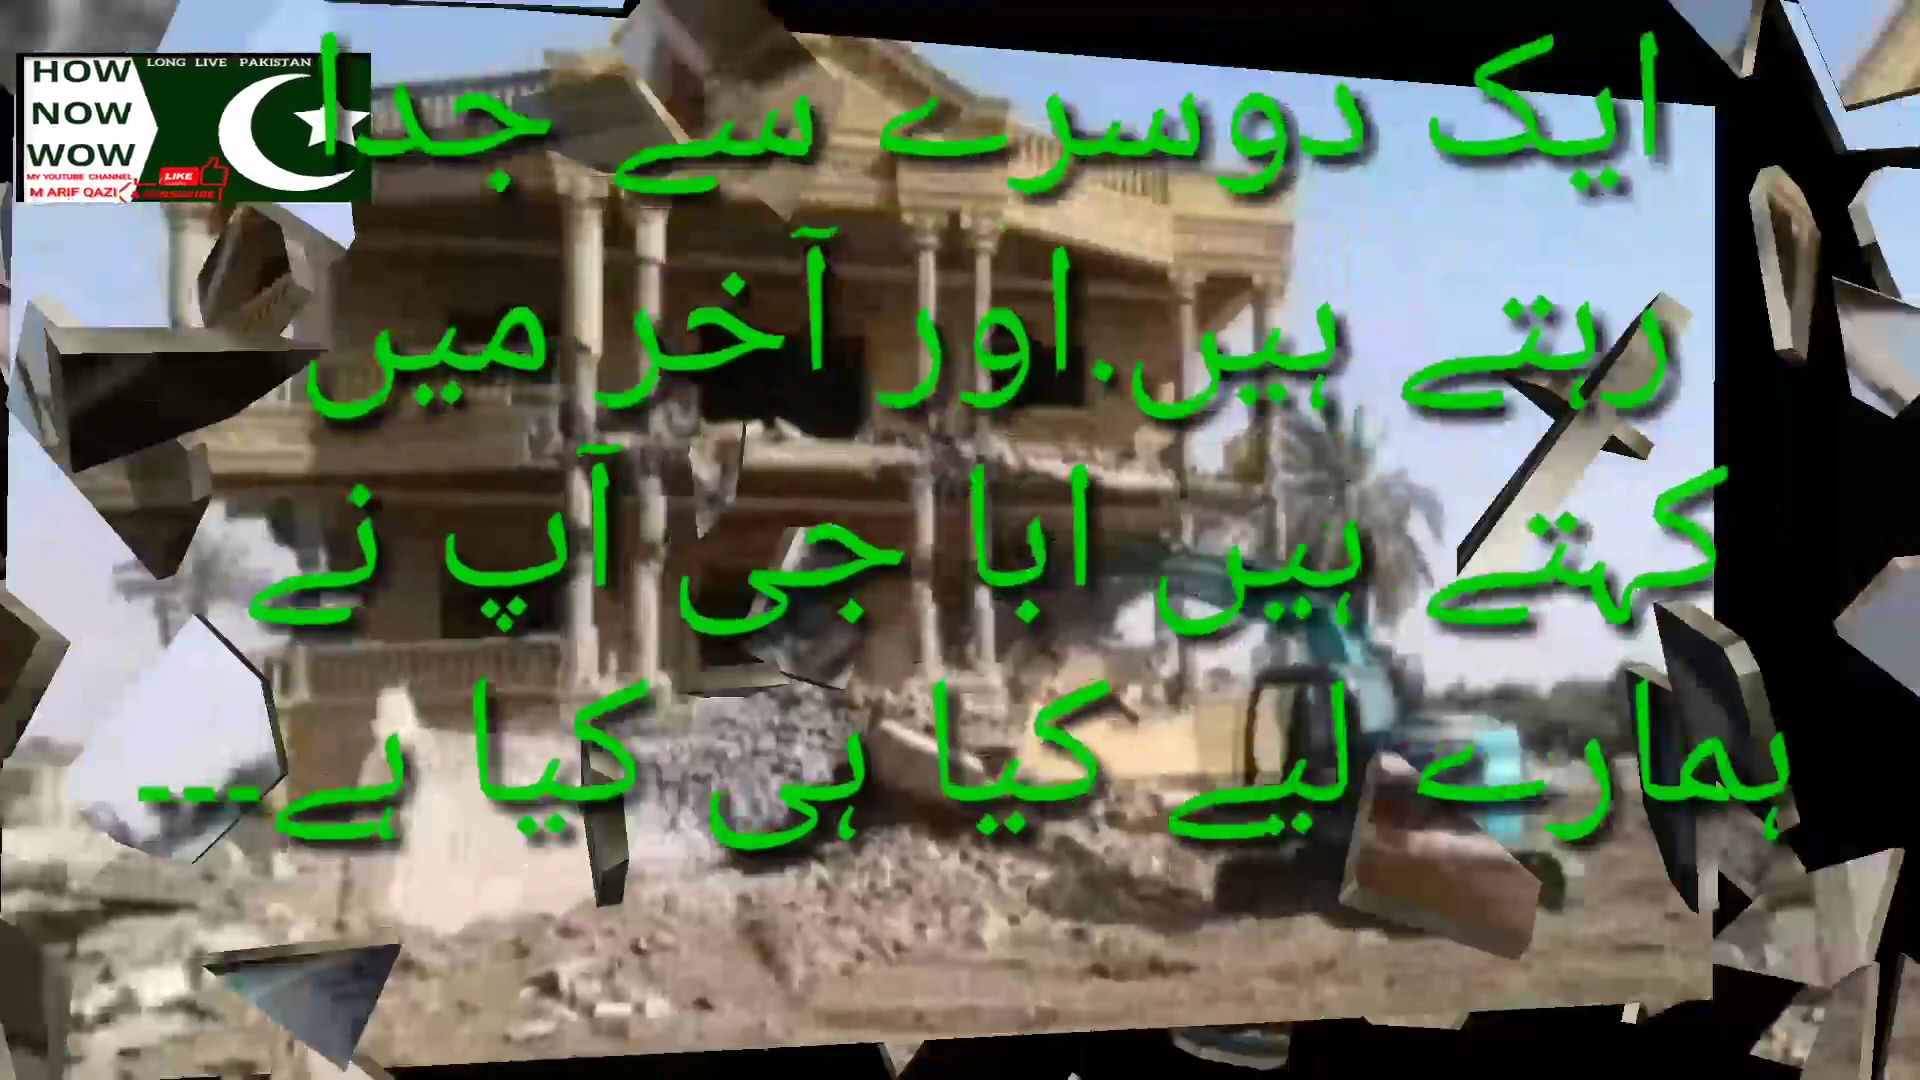 HOW
NOW
WOW
MY YOUTUBE CHANNEL
M ARIF QAZI
LONG LIVE PAKISTAN
LIKE
SUBSCRIBE
ایک دوسرے سے جدا
رہتے ہیں.اور آخر میں
کہتے ہیں ابا جی آپ نے
ہمارے لیے کیا ہی کیا ہے---